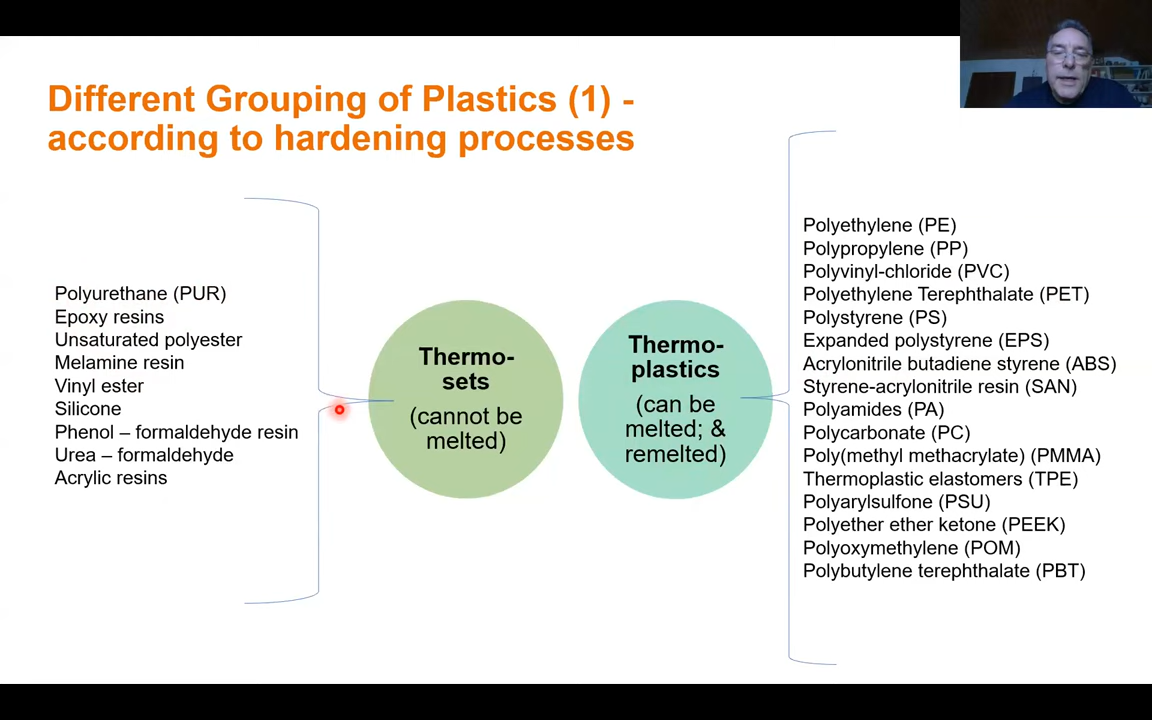 Different Grouping of Plastics (1) -
according to hardening processes
Polyurethane (PUR)
Epoxy resins
Unsaturated polyester
Melamine resin
Vinyl ester
Silicone
Phenol – formaldehyde resin
Urea – formaldehyde
Acrylic resins
Thermo-
sets
(cannot be
melted)
Thermo-
plastics
(can be
melted; &
remelted)
Polyethylene (PE)
Polypropylene (PP)
Polyvinyl-chloride (PVC)
Polyethylene Terephthalate (PET)
Polystyrene (PS)
Expanded polystyrene (EPS)
Acrylonitrile butadiene styrene (ABS)
Styrene-acrylonitrile resin (SAN)
Polyamides (PA)
Polycarbonate (PC)
Poly(methyl methacrylate) (PMMA)
Thermoplastic elastomers (TPE)
Polyarylsulfone (PSU)
Polyether ether ketone (PEEK)
Polyoxymethylene (POM)
Polybutylene terephthalate (PBT)